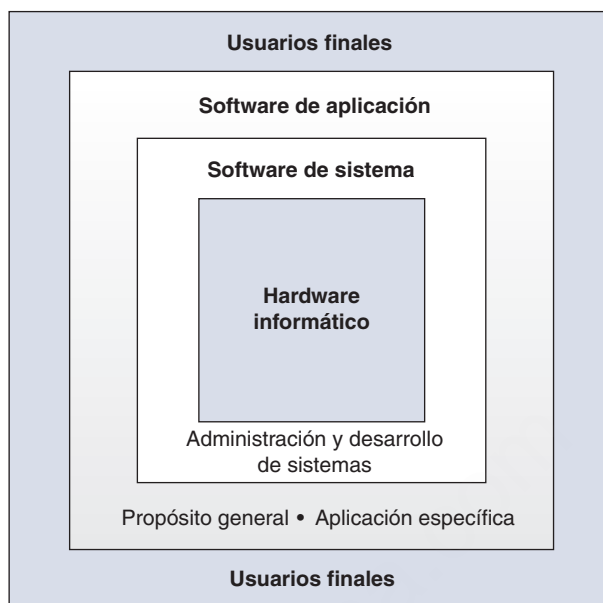 Usuarios finales
Software de aplicación
Software de sistema
Hardware
informático
Administración y desarrollo
de sistemas
Propósito general • Aplicación específica
Usuarios finales